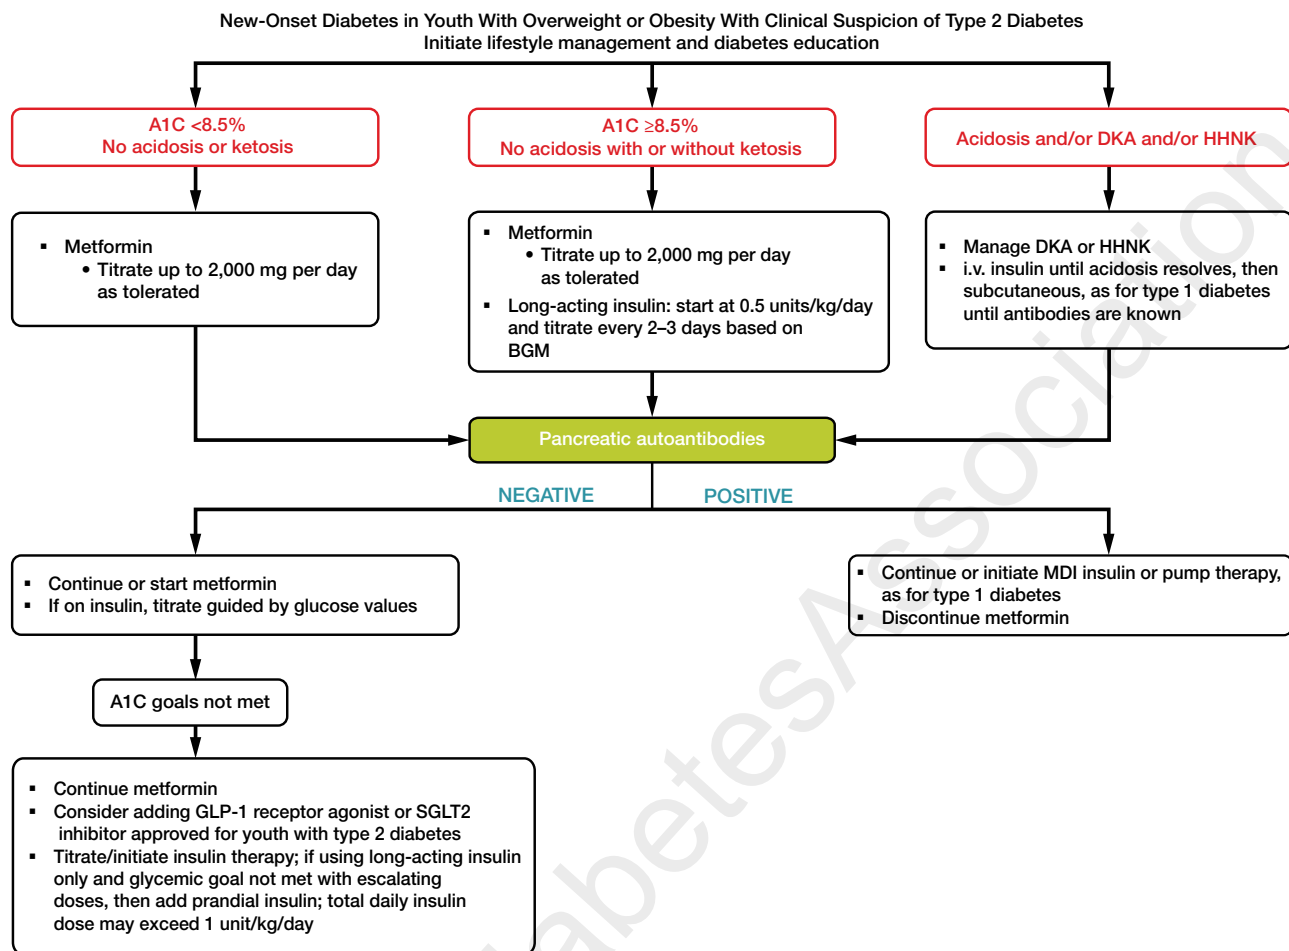 New-Onset Diabetes in Youth With Overweight or Obesity With Clinical Suspicion of Type 2 Diabetes
Initiate lifestyle management and diabetes education
A1C <8.5%
No acidosis or ketosis
A1C ≥8.5%
No acidosis with or without ketosis
Acidosis and/or DKA and/or HHNK
▪ Metformin
• Titrate up to 2,000 mg per day
as tolerated
▪ Metformin
• Titrate up to 2,000 mg per day
as tolerated
▪ Long-acting insulin: start at 0.5 units/kg/day
and titrate every 2–3 days based on
BGM
▪ Manage DKA or HHNK
▪ i.v. insulin until acidosis resolves, then
subcutaneous, as for type 1 diabetes
until antibodies are known
Pancreatic autoantibodies
NEGATIVE
POSITIVE
▪ Continue or start metformin
▪ If on insulin, titrate guided by glucose values
▪ Continue or initiate MDI insulin or pump therapy,
as for type 1 diabetes
▪ Discontinue metformin
A1C goals not met
▪ Continue metformin
▪ Consider adding GLP-1 receptor agonist or SGLT2
inhibitor approved for youth with type 2 diabetes
▪ Titrate/initiate insulin therapy; if using long-acting insulin
only and glycemic goal not met with escalating
doses, then add prandial insulin; total daily insulin
dose may exceed 1 unit/kg/day
abetesAssociation